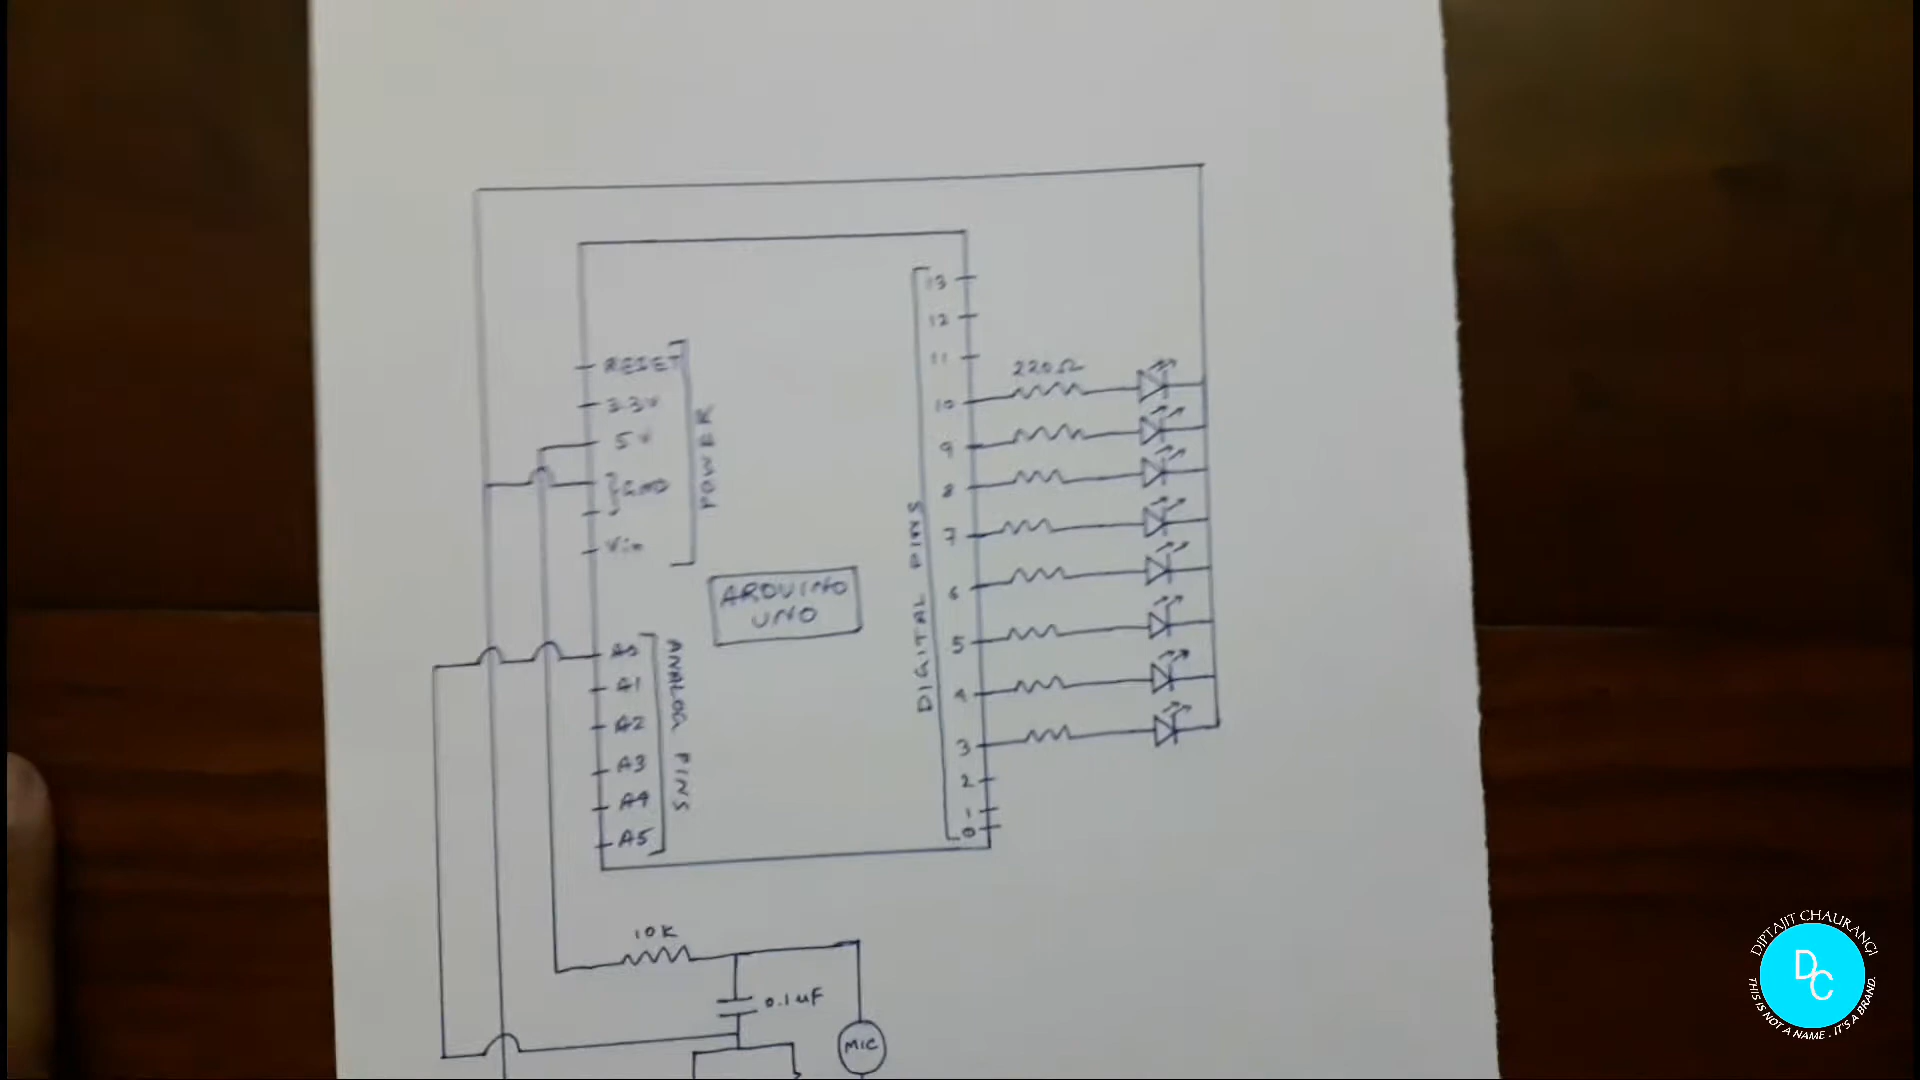 RESET
3.3V
5V
GND
Vin
POWER
A0
A1
A2
A3
A4
A5
ANALOG PINS
ARDUINO
UNO
DIGITAL PINS
13
12
11
10
9
8
7
6
5
4
3
2
1
0
220Ω
10K
0.1uF
MIC
DIPTAJIT CHAURANGI
DC
THIS IS NOT A NAME . IT'S A BRAND.